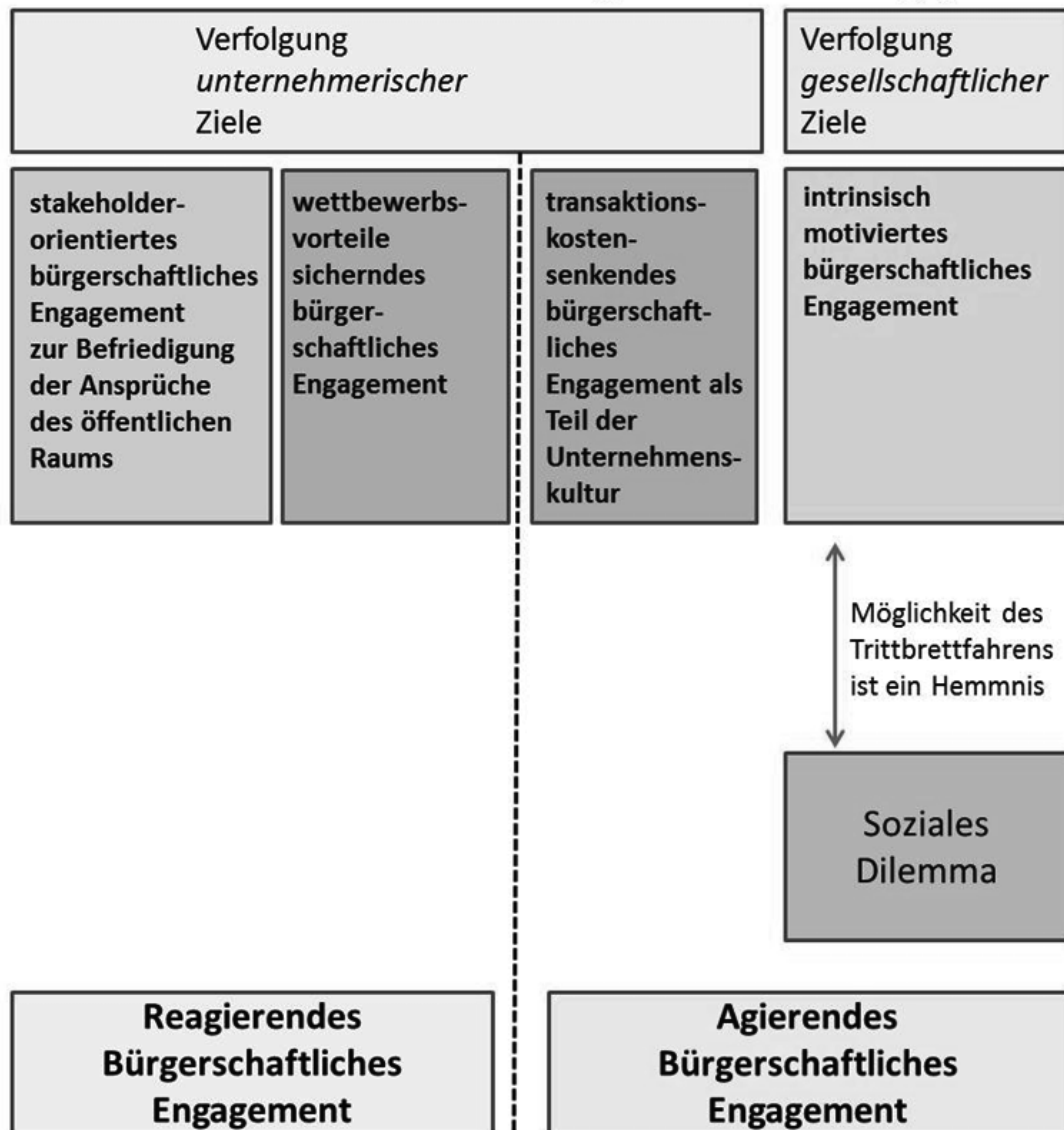 Verfolgung
unternehmerischer
Ziele
Verfolgung
gesellschaftlicher
Ziele
stakeholder-
orientiertes
bürgerschaftliches
Engagement
zur Befriedigung
der Ansprüche
des öffentlichen
Raums
wettbewerbs-
vorteile
sicherndes
bürger-
schaftliches
Engagement
transaktions-
kosten-
senkendes
bürgerschaft-
liches
Engagement als
Teil der
Unternehmens-
kultur
intrinsisch
motiviertes
bürgerschaftliches
Engagement
Möglichkeit des
Trittbrettfahrens
ist ein Hemmnis
Soziales
Dilemma
Reagierendes
Bürgerschaftliches
Engagement
Agierendes
Bürgerschaftliches
Engagement